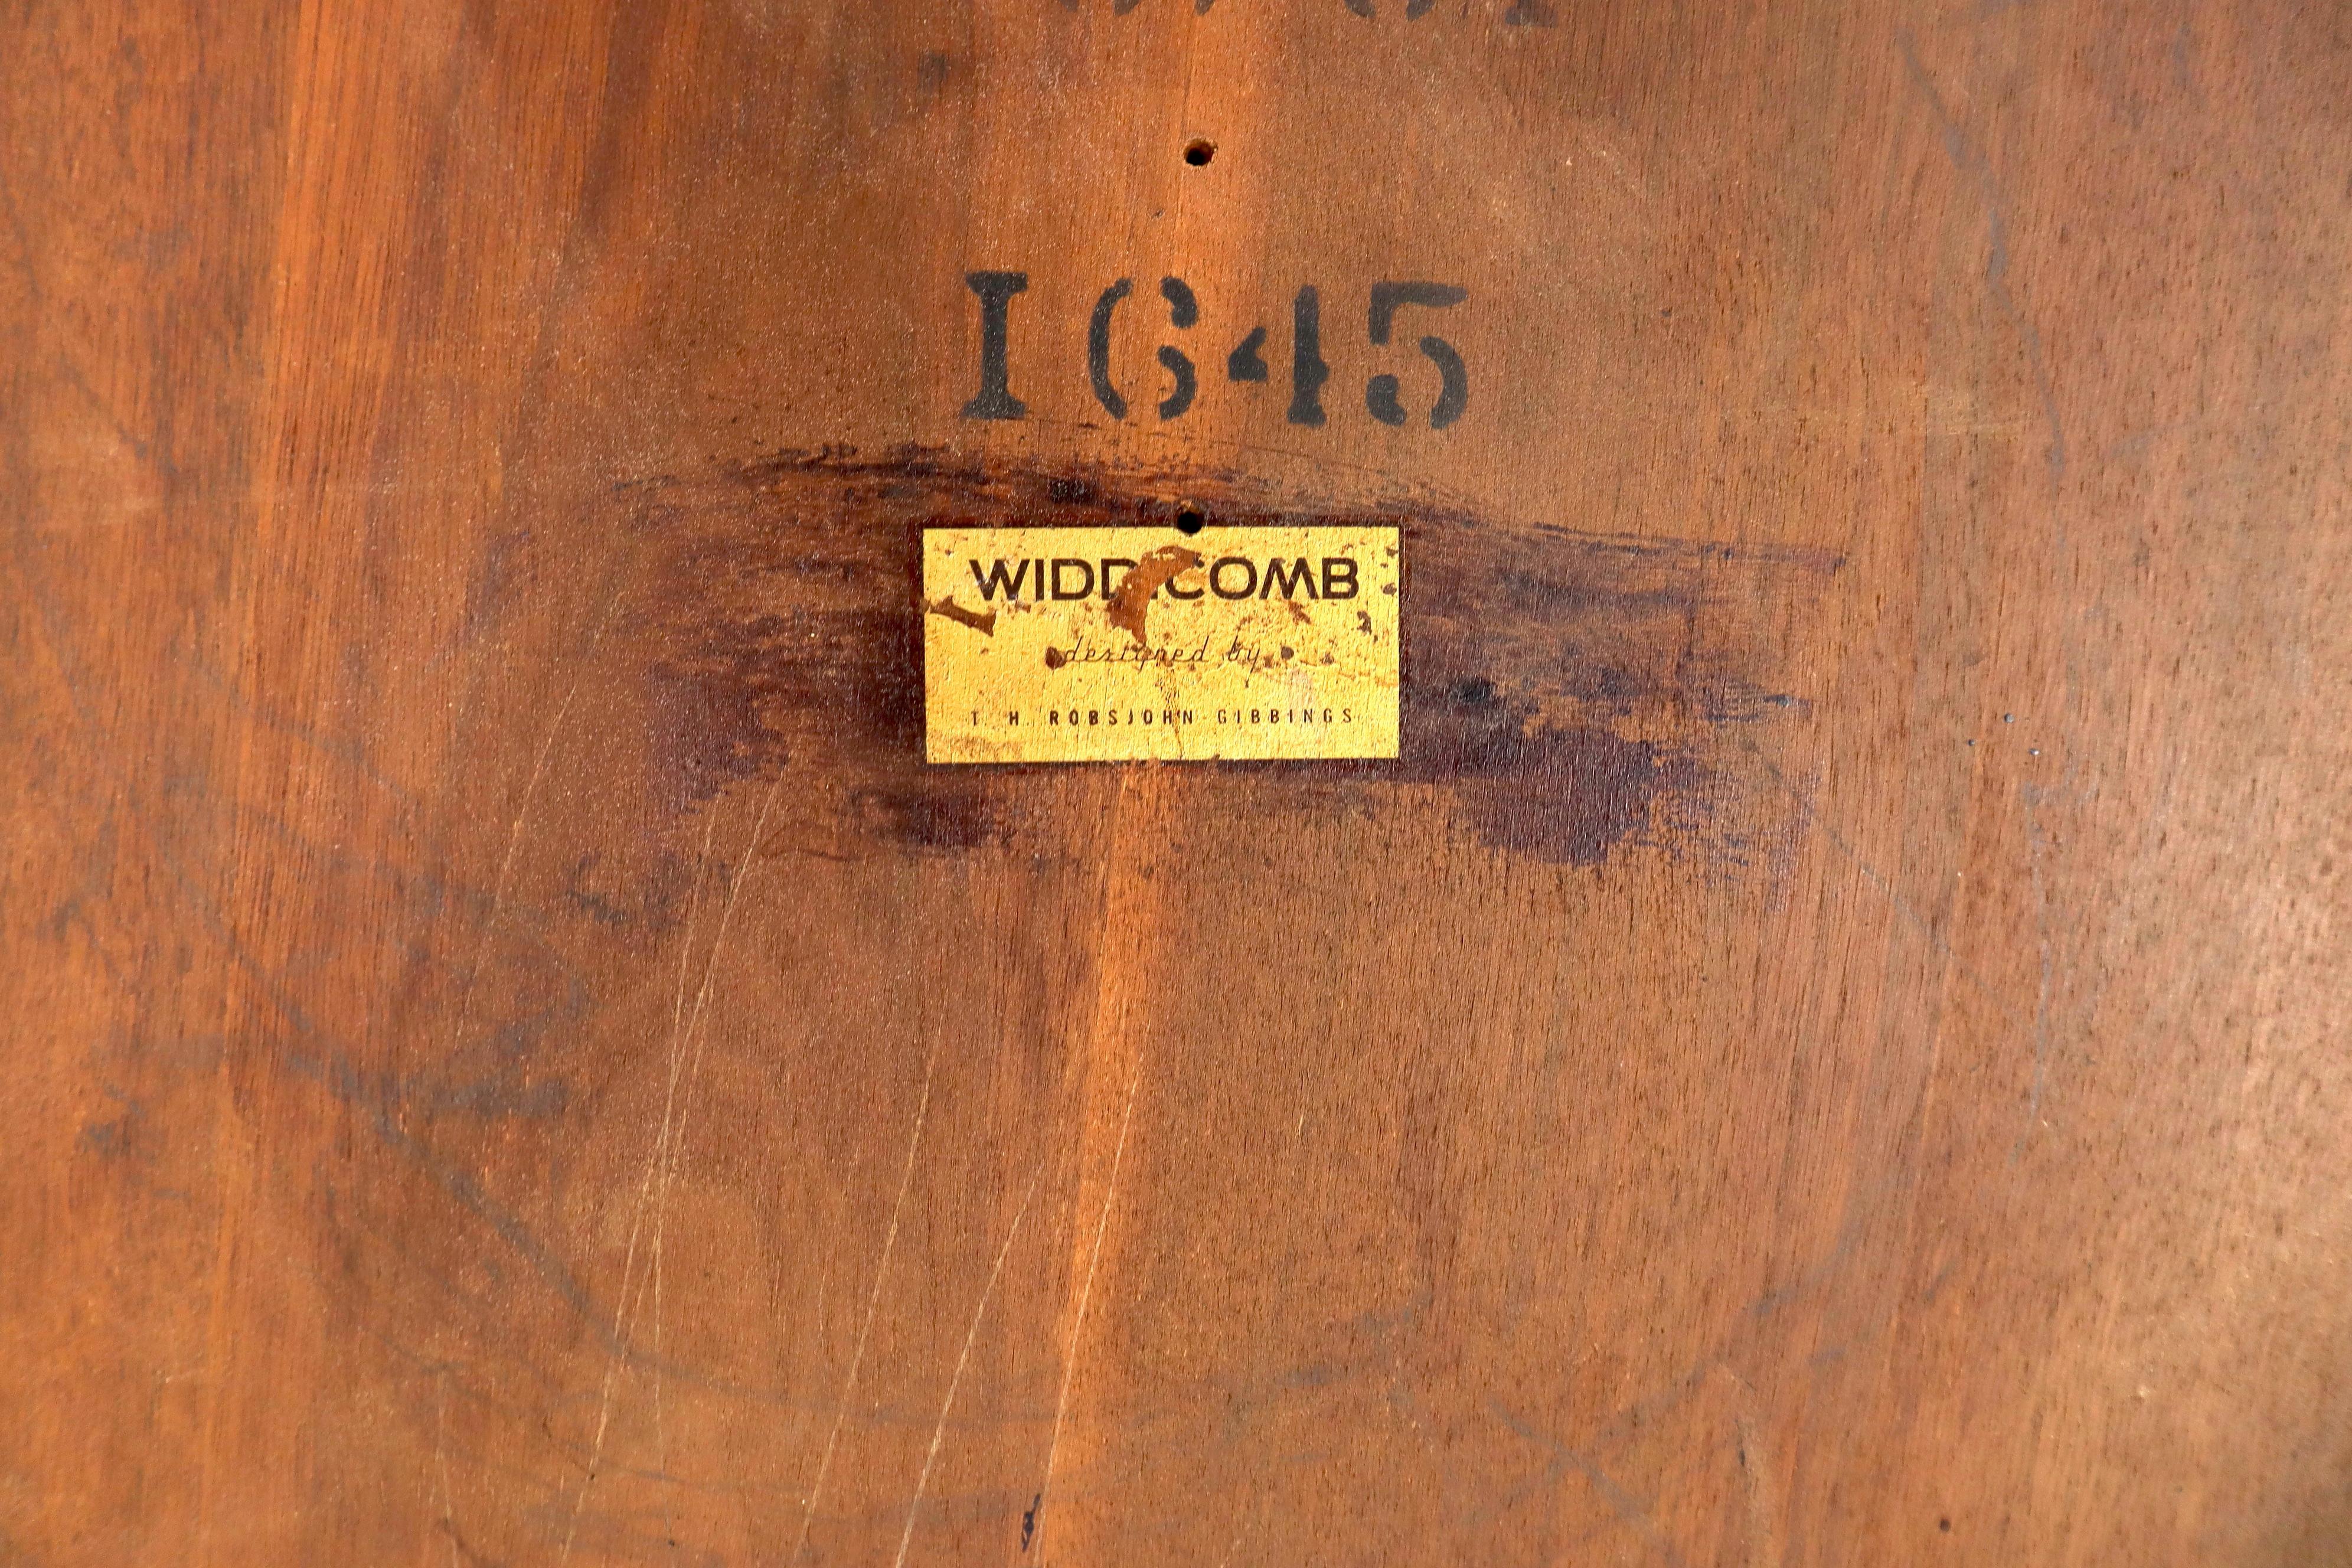 1645
WIDDICOMB
designed by
T. H. ROBSJOHN-GIBBINGS